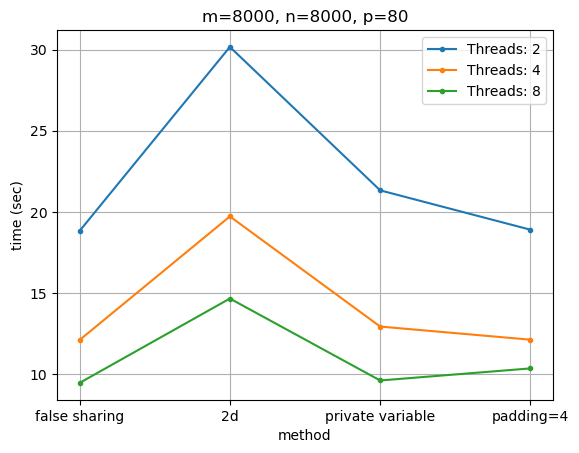 m=8000, n=8000, p=80
Threads: 2
Threads: 4
Threads: 8
time (sec)
30
25
20
15
10
false sharing
2d
private variable
padding=4
method